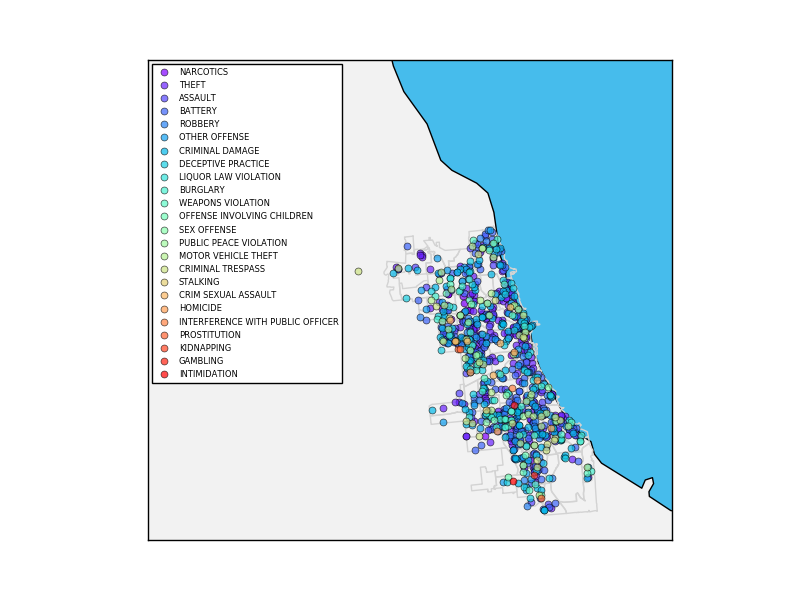 NARCOTICS
THEFT
ASSAULT
BATTERY
ROBBERY
OTHER OFFENSE
CRIMINAL DAMAGE
DECEPTIVE PRACTICE
LIQUOR LAW VIOLATION
BURGLARY
WEAPONS VIOLATION
OFFENSE INVOLVING CHILDREN
SEX OFFENSE
PUBLIC PEACE VIOLATION
MOTOR VEHICLE THEFT
CRIMINAL TRESPASS
STALKING
CRIM SEXUAL ASSAULT
HOMICIDE
INTERFERENCE WITH PUBLIC OFFICER
PROSTITUTION
KIDNAPPING
GAMBLING
INTIMIDATION